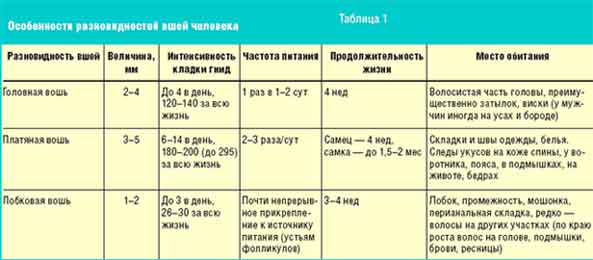 Таблица 1
Особенности разновидностей вшей человека
Разновидность вшей | Величина, мм | Интенсивность кладки гнид | Частота питания | Продолжительность жизни | Место обитания
Головная вошь | 2–4 | До 4 в день, 120–140 за всю жизнь | 1 раз в 1–2 сут | 4 нед | Волосистая часть головы, преимущественно затылок, виски (у мужчин иногда на усах и бороде)
Платяная вошь | 3–5 | 6–14 в день, 180–200 (до 295) за всю жизнь | 2–3 раза/сут | Самец — 4 нед, самка — до 1,5–2 мес | Складки и швы одежды, белья. Следы укусов на коже спины, у воротника, пояса, в подмышках, на животе, бедрах
Лобковая вошь | 1–2 | До 3 в день, 26–30 за всю жизнь | Почти непрерывное прикрепление к источнику питания (устьям фолликулов) | 3–4 нед | Лобок, промежность, мошонка, перианальная складка, редко — волосы на других участках (по краю роста волос на голове, подмышки, брови, ресницы)